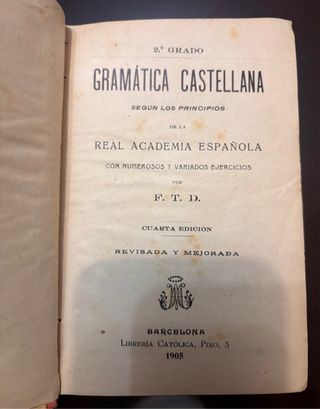 2.º GRADO
GRAMÁTICA CASTELLANA
SEGÚN LOS PRINCIPIOS
DE LA
REAL ACADEMIA ESPAÑOLA
CON NUMEROSOS Y VARIADOS EJERCICIOS
POR
F. T. D.
CUARTA EDICIÓN
REVISADA Y MEJORADA
BARCELONA
LIBRERÍA CATÓLICA, PINO, 5
1905